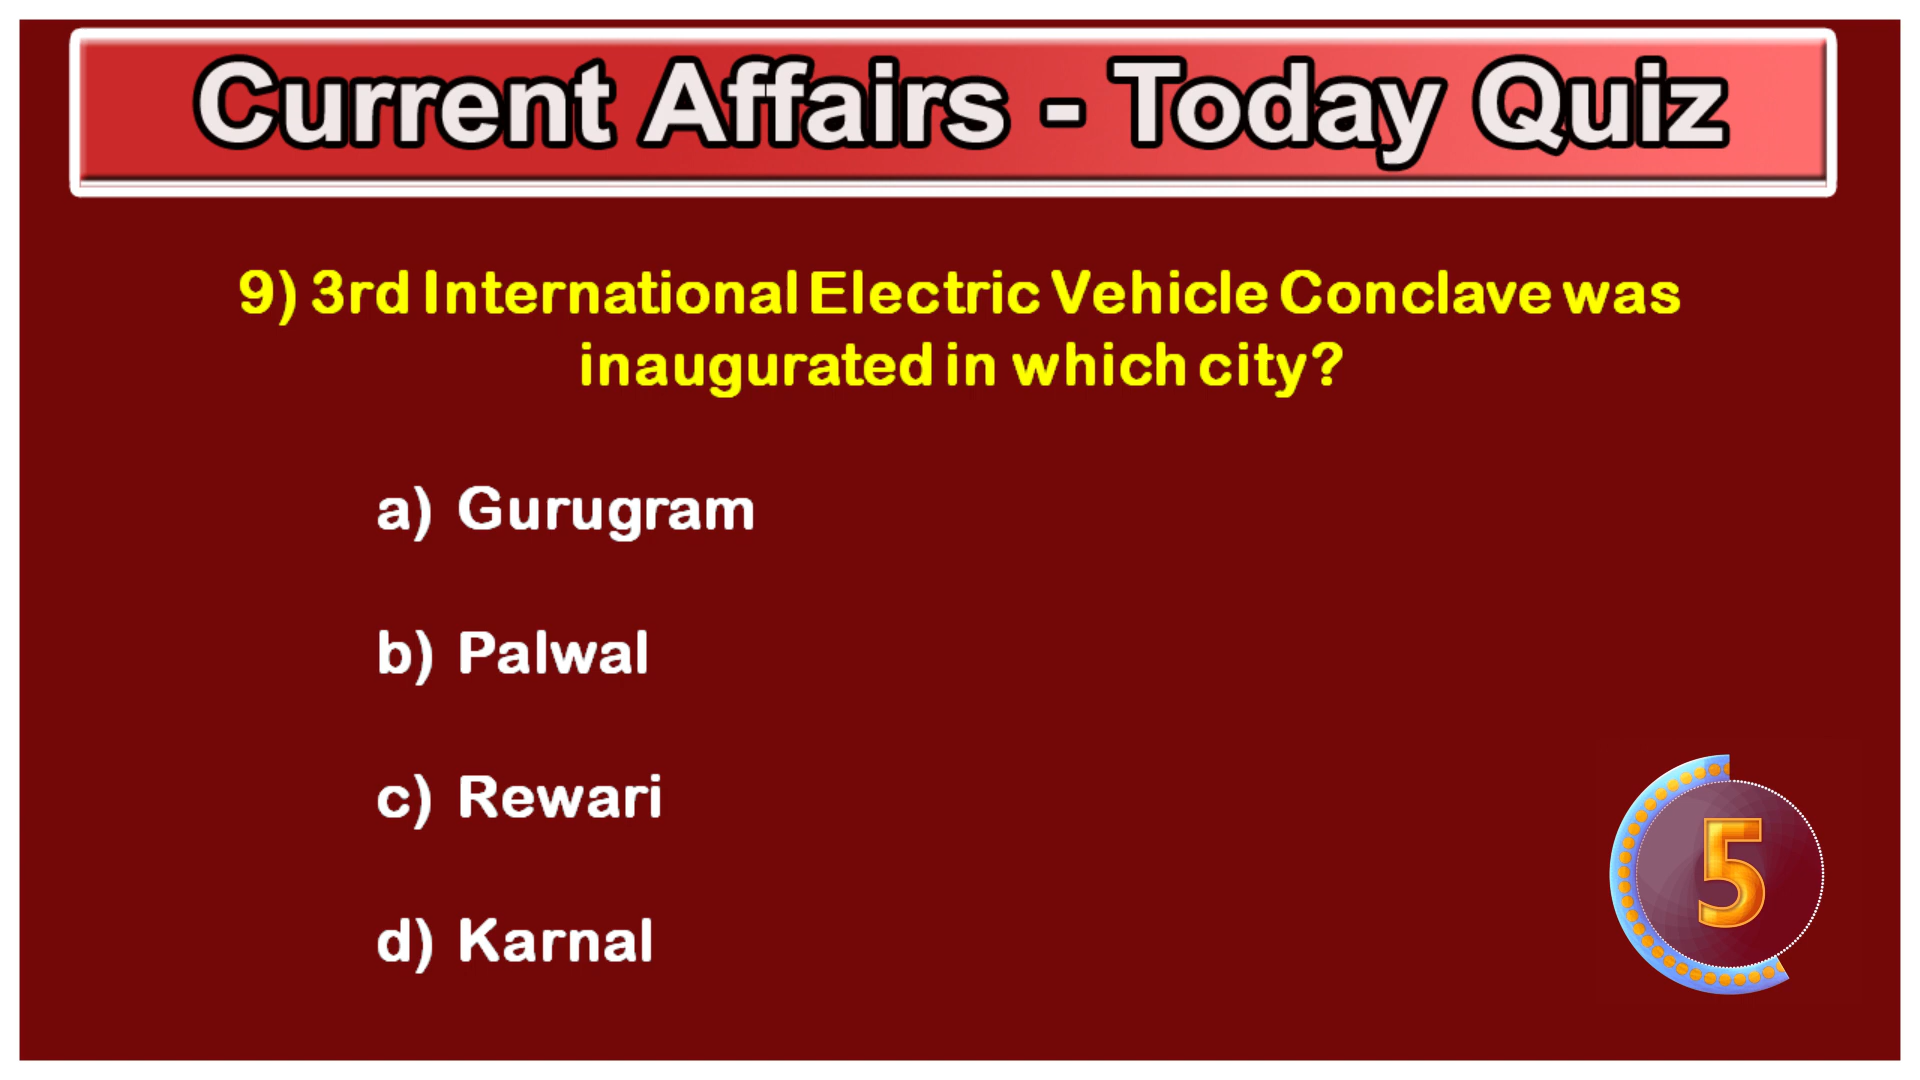 Current Affairs - Today Quiz
9) 3rd International Electric Vehicle Conclave was
inaugurated in which city?
a) Gurugram
b) Palwal
c) Rewari
d) Karnal
5